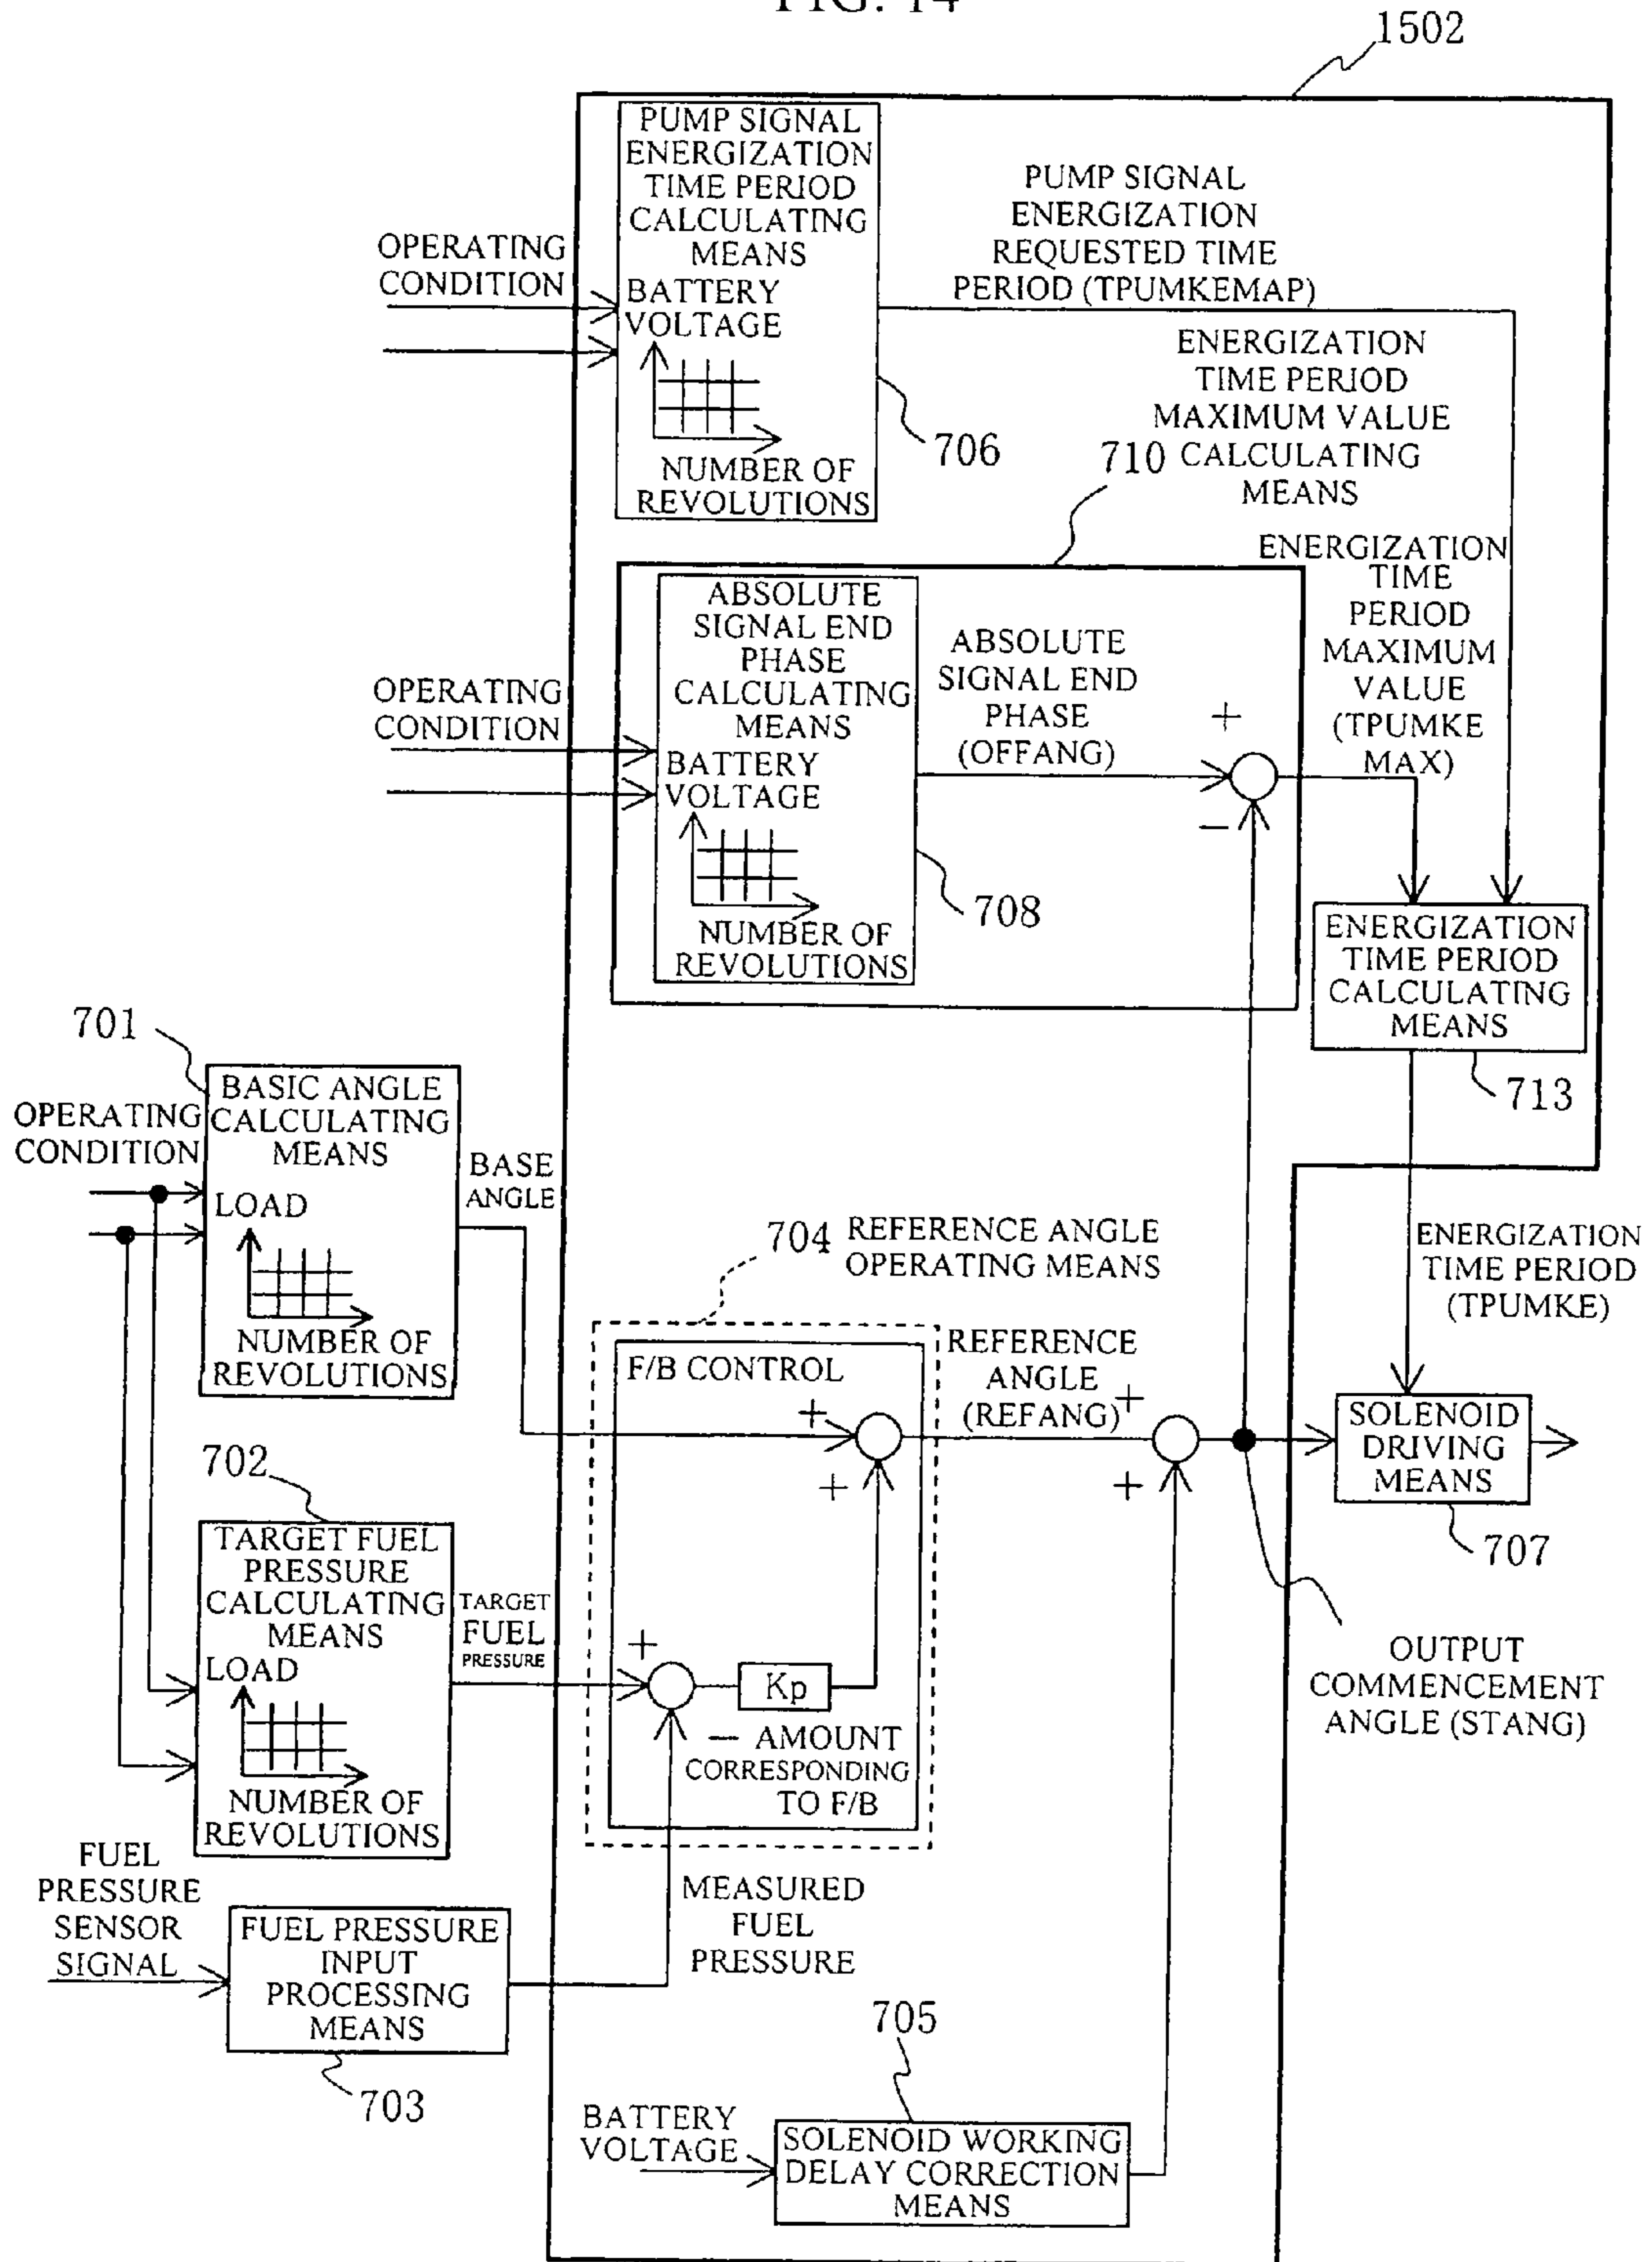 FIG. 14
1502
PUMP SIGNAL
ENERGIZATION
TIME PERIOD
CALCULATING
MEANS
BATTERY
VOLTAGE
NUMBER OF
REVOLUTIONS
OPERATING
CONDITION
PUMP SIGNAL
ENERGIZATION
REQUESTED TIME
PERIOD (TPUMKEMAP)
706
ENERGIZATION
TIME PERIOD
MAXIMUM VALUE
CALCULATING
MEANS
710
ENERGIZATION
TIME
PERIOD
MAXIMUM
VALUE
(TPUMKE
MAX)
ABSOLUTE
SIGNAL END
PHASE
CALCULATING
MEANS
BATTERY
VOLTAGE
NUMBER OF
REVOLUTIONS
OPERATING
CONDITION
ABSOLUTE
SIGNAL END
PHASE
(OFFANG)
+
−
708
ENERGIZATION
TIME PERIOD
CALCULATING
MEANS
713
701
BASIC ANGLE
CALCULATING
MEANS
LOAD
NUMBER OF
REVOLUTIONS
OPERATING
CONDITION
BASE
ANGLE
704
REFERENCE ANGLE
OPERATING MEANS
ENERGIZATION
TIME PERIOD
(TPUMKE)
F/B CONTROL
+
+
REFERENCE
ANGLE
(REFANG)
+
+
SOLENOID
DRIVING
MEANS
707
702
TARGET FUEL
PRESSURE
CALCULATING
MEANS
LOAD
NUMBER OF
REVOLUTIONS
TARGET
FUEL
PRESSURE
+
Kp
−
AMOUNT
CORRESPONDING
TO F/B
OUTPUT
COMMENCEMENT
ANGLE (STANG)
FUEL
PRESSURE
SENSOR
SIGNAL
FUEL PRESSURE
INPUT
PROCESSING
MEANS
703
MEASURED
FUEL
PRESSURE
705
BATTERY
VOLTAGE
SOLENOID WORKING
DELAY CORRECTION
MEANS